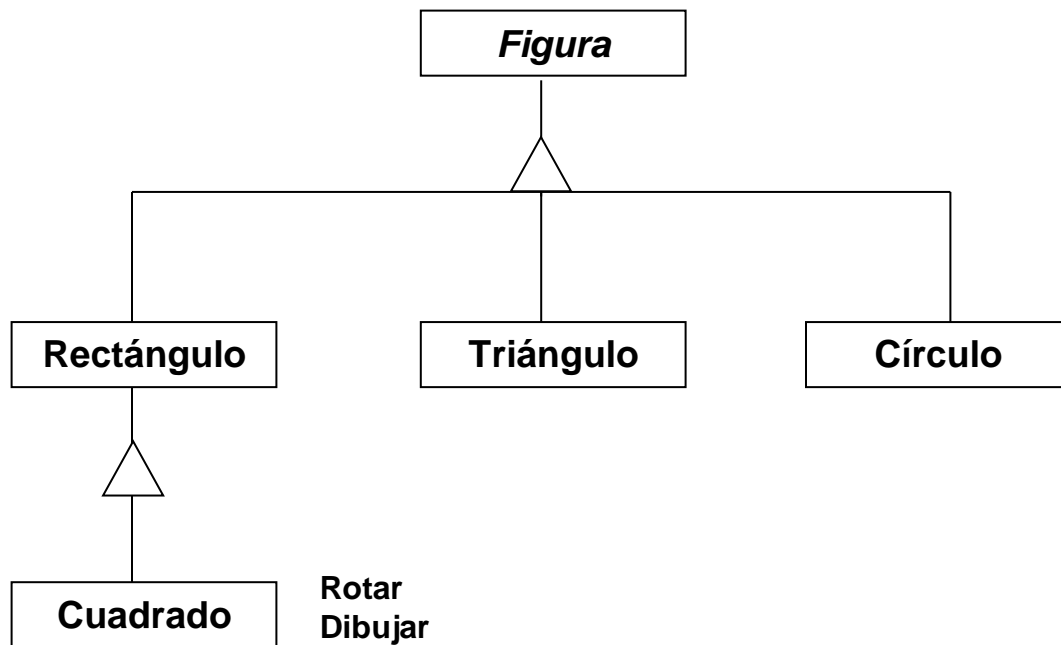 Figura
Rectángulo
Triángulo
Círculo
Cuadrado
Rotar
Dibujar